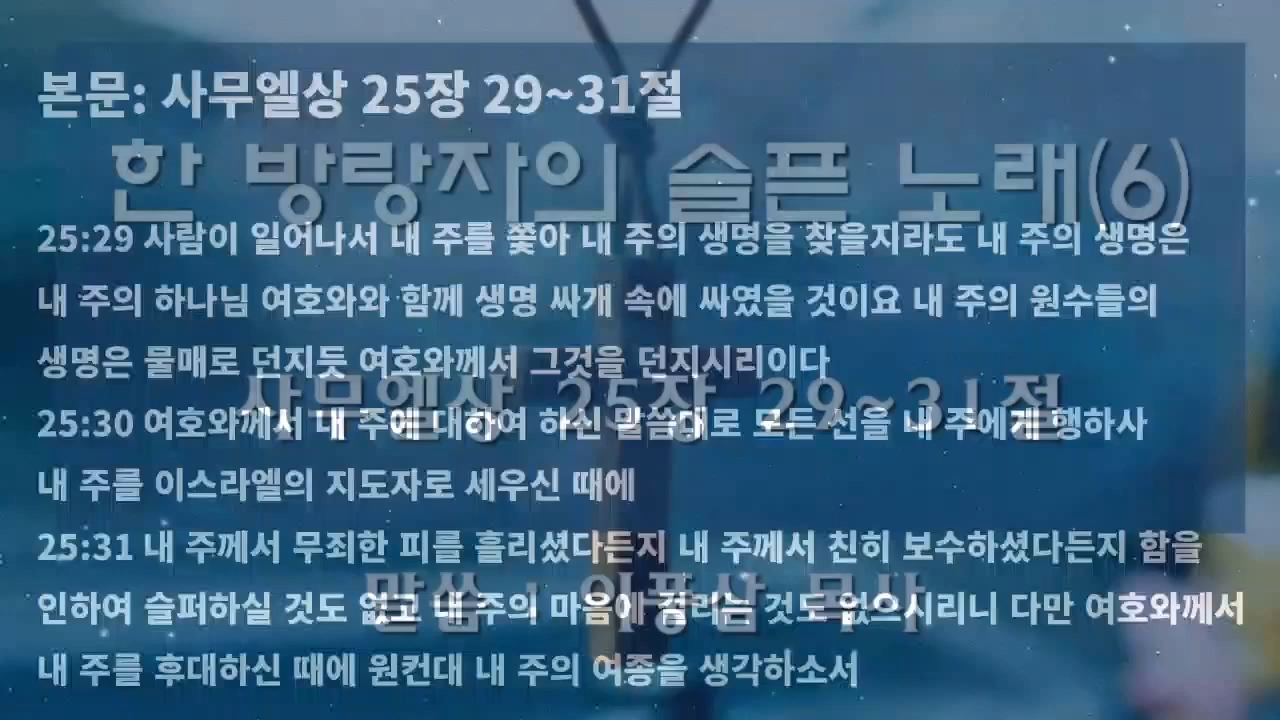 본문: 사무엘상 25장 29~31절
한 방랑자의 슬픈 노래(6)
25:29 사람이 일어나서 내 주를 쫓아 내 주의 생명을 찾을지라도 내 주의 생명은
내 주의 하나님 여호와와 함께 생명 싸개 속에 싸였을 것이요 내 주의 원수들의
생명은 물매로 던지듯 여호와께서 그것을 던지시리이다
사무엘상 25장 29~31절
25:30 여호와께서 내 주에 대하여 하신 말씀대로 모든 선을 내 주에게 행하사
내 주를 이스라엘의 지도자로 세우신 때에
25:31 내 주께서 무죄한 피를 흘리셨다든지 내 주께서 친히 보수하셨다든지 함을
말씀 : 목사
인하여 슬퍼하실 것도 없고 내 주의 마음에 걸리는 것도 없으시리니 다만 여호와께서
내 주를 후대하신 때에 원컨대 내 주의 여종을 생각하소서